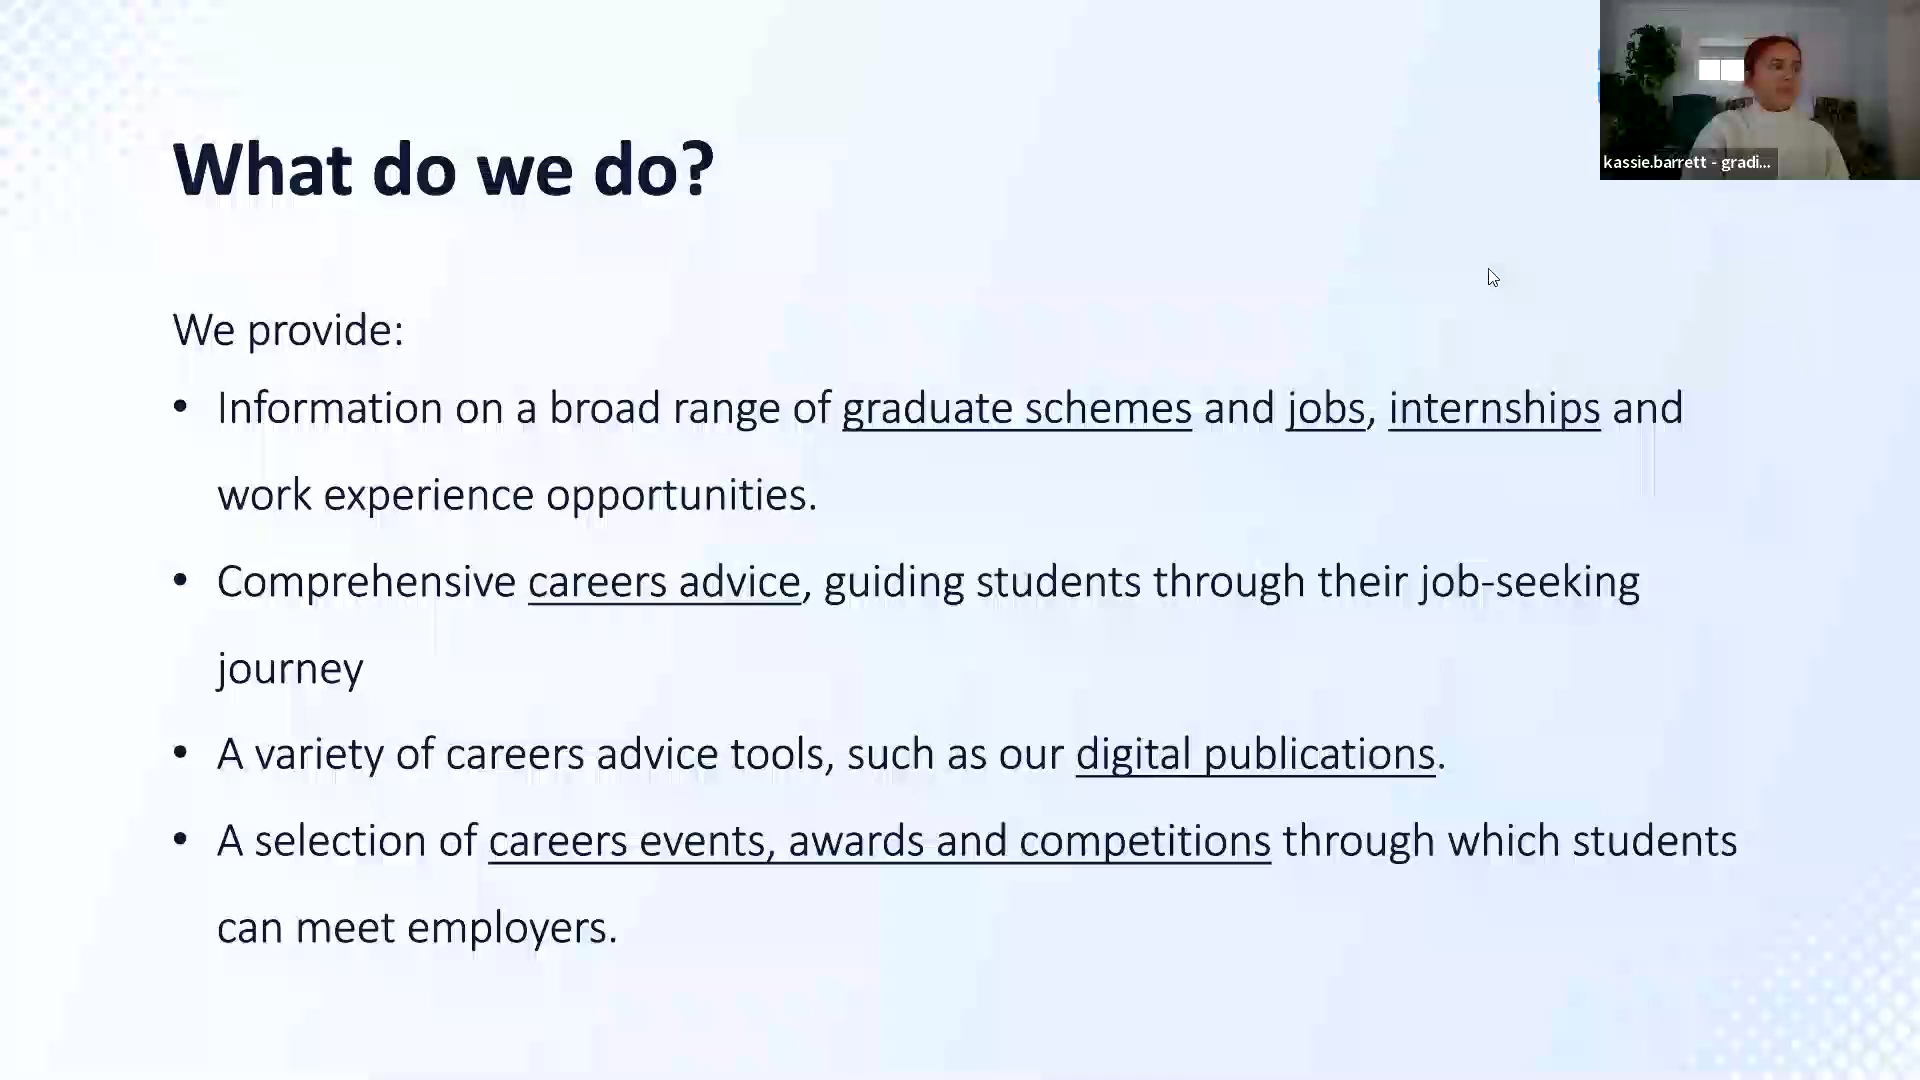 kassie.barrett - gradi...
What do we do?
We provide:
• Information on a broad range of graduate schemes and jobs, internships and
work experience opportunities.
• Comprehensive careers advice, guiding students through their job-seeking
journey
• A variety of careers advice tools, such as our digital publications.
• A selection of careers events, awards and competitions through which students
can meet employers.